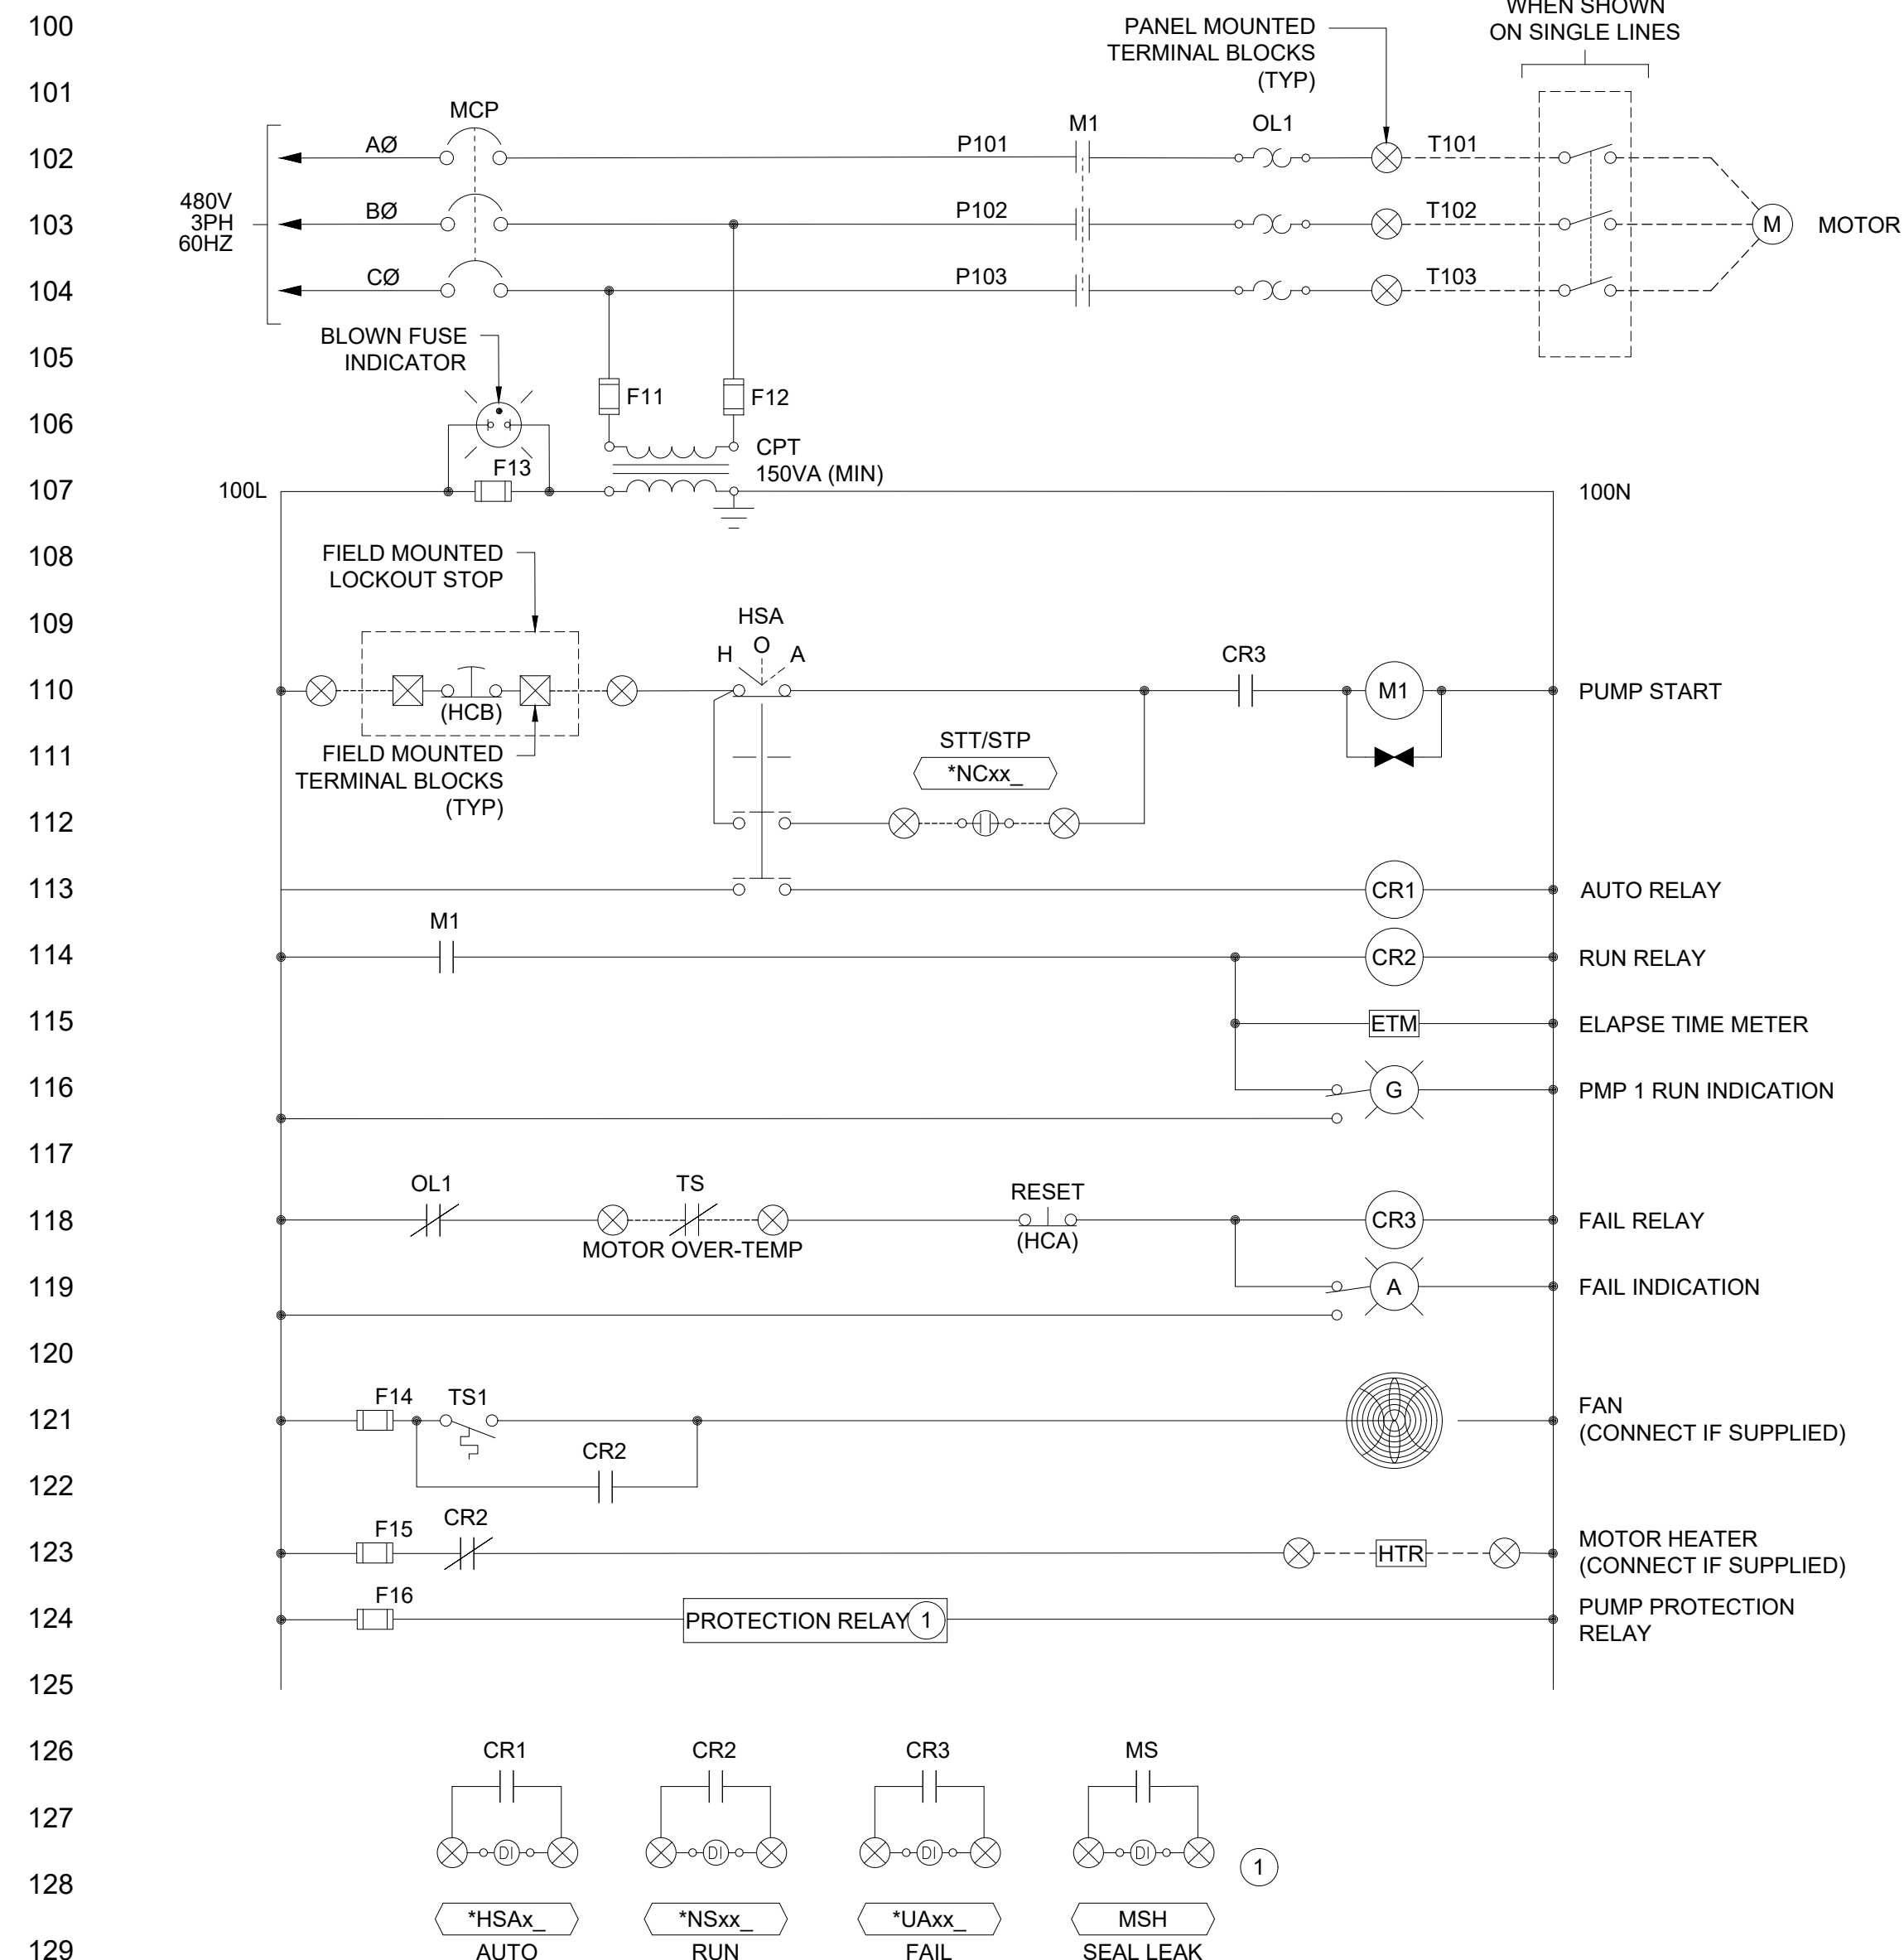 WHEN SHOWN
ON SINGLE LINES
100
PANEL MOUNTED
TERMINAL BLOCKS
(TYP)
101
MCP
M1
OL1
102
AØ
P101
T101
480V
3PH
60HZ
103
BØ
P102
T102
M
MOTOR
104
CØ
P103
T103
BLOWN FUSE
INDICATOR
105
F11
F12
106
CPT
150VA (MIN)
F13
107
100L
100N
108
FIELD MOUNTED
LOCKOUT STOP
109
HSA
H
O
A
CR3
110
(HCB)
M1
PUMP START
111
FIELD MOUNTED
TERMINAL BLOCKS
(TYP)
STT/STP
*NCxx_
112
113
CR1
AUTO RELAY
M1
114
CR2
RUN RELAY
115
ETM
ELAPSE TIME METER
116
G
PMP 1 RUN INDICATION
117
OL1
TS
RESET
118
MOTOR OVER-TEMP
(HCA)
CR3
FAIL RELAY
119
A
FAIL INDICATION
120
F14
TS1
121
FAN
(CONNECT IF SUPPLIED)
CR2
122
F15
CR2
123
HTR
MOTOR HEATER
(CONNECT IF SUPPLIED)
F16
124
PROTECTION RELAY 1
PUMP PROTECTION
RELAY
125
126
CR1
CR2
CR3
MS
127
DI
DI
DI
DI
1
128
*HSAx_
*NSxx_
*UAxx_
MSH
129
AUTO
RUN
FAIL
SEAL LEAK